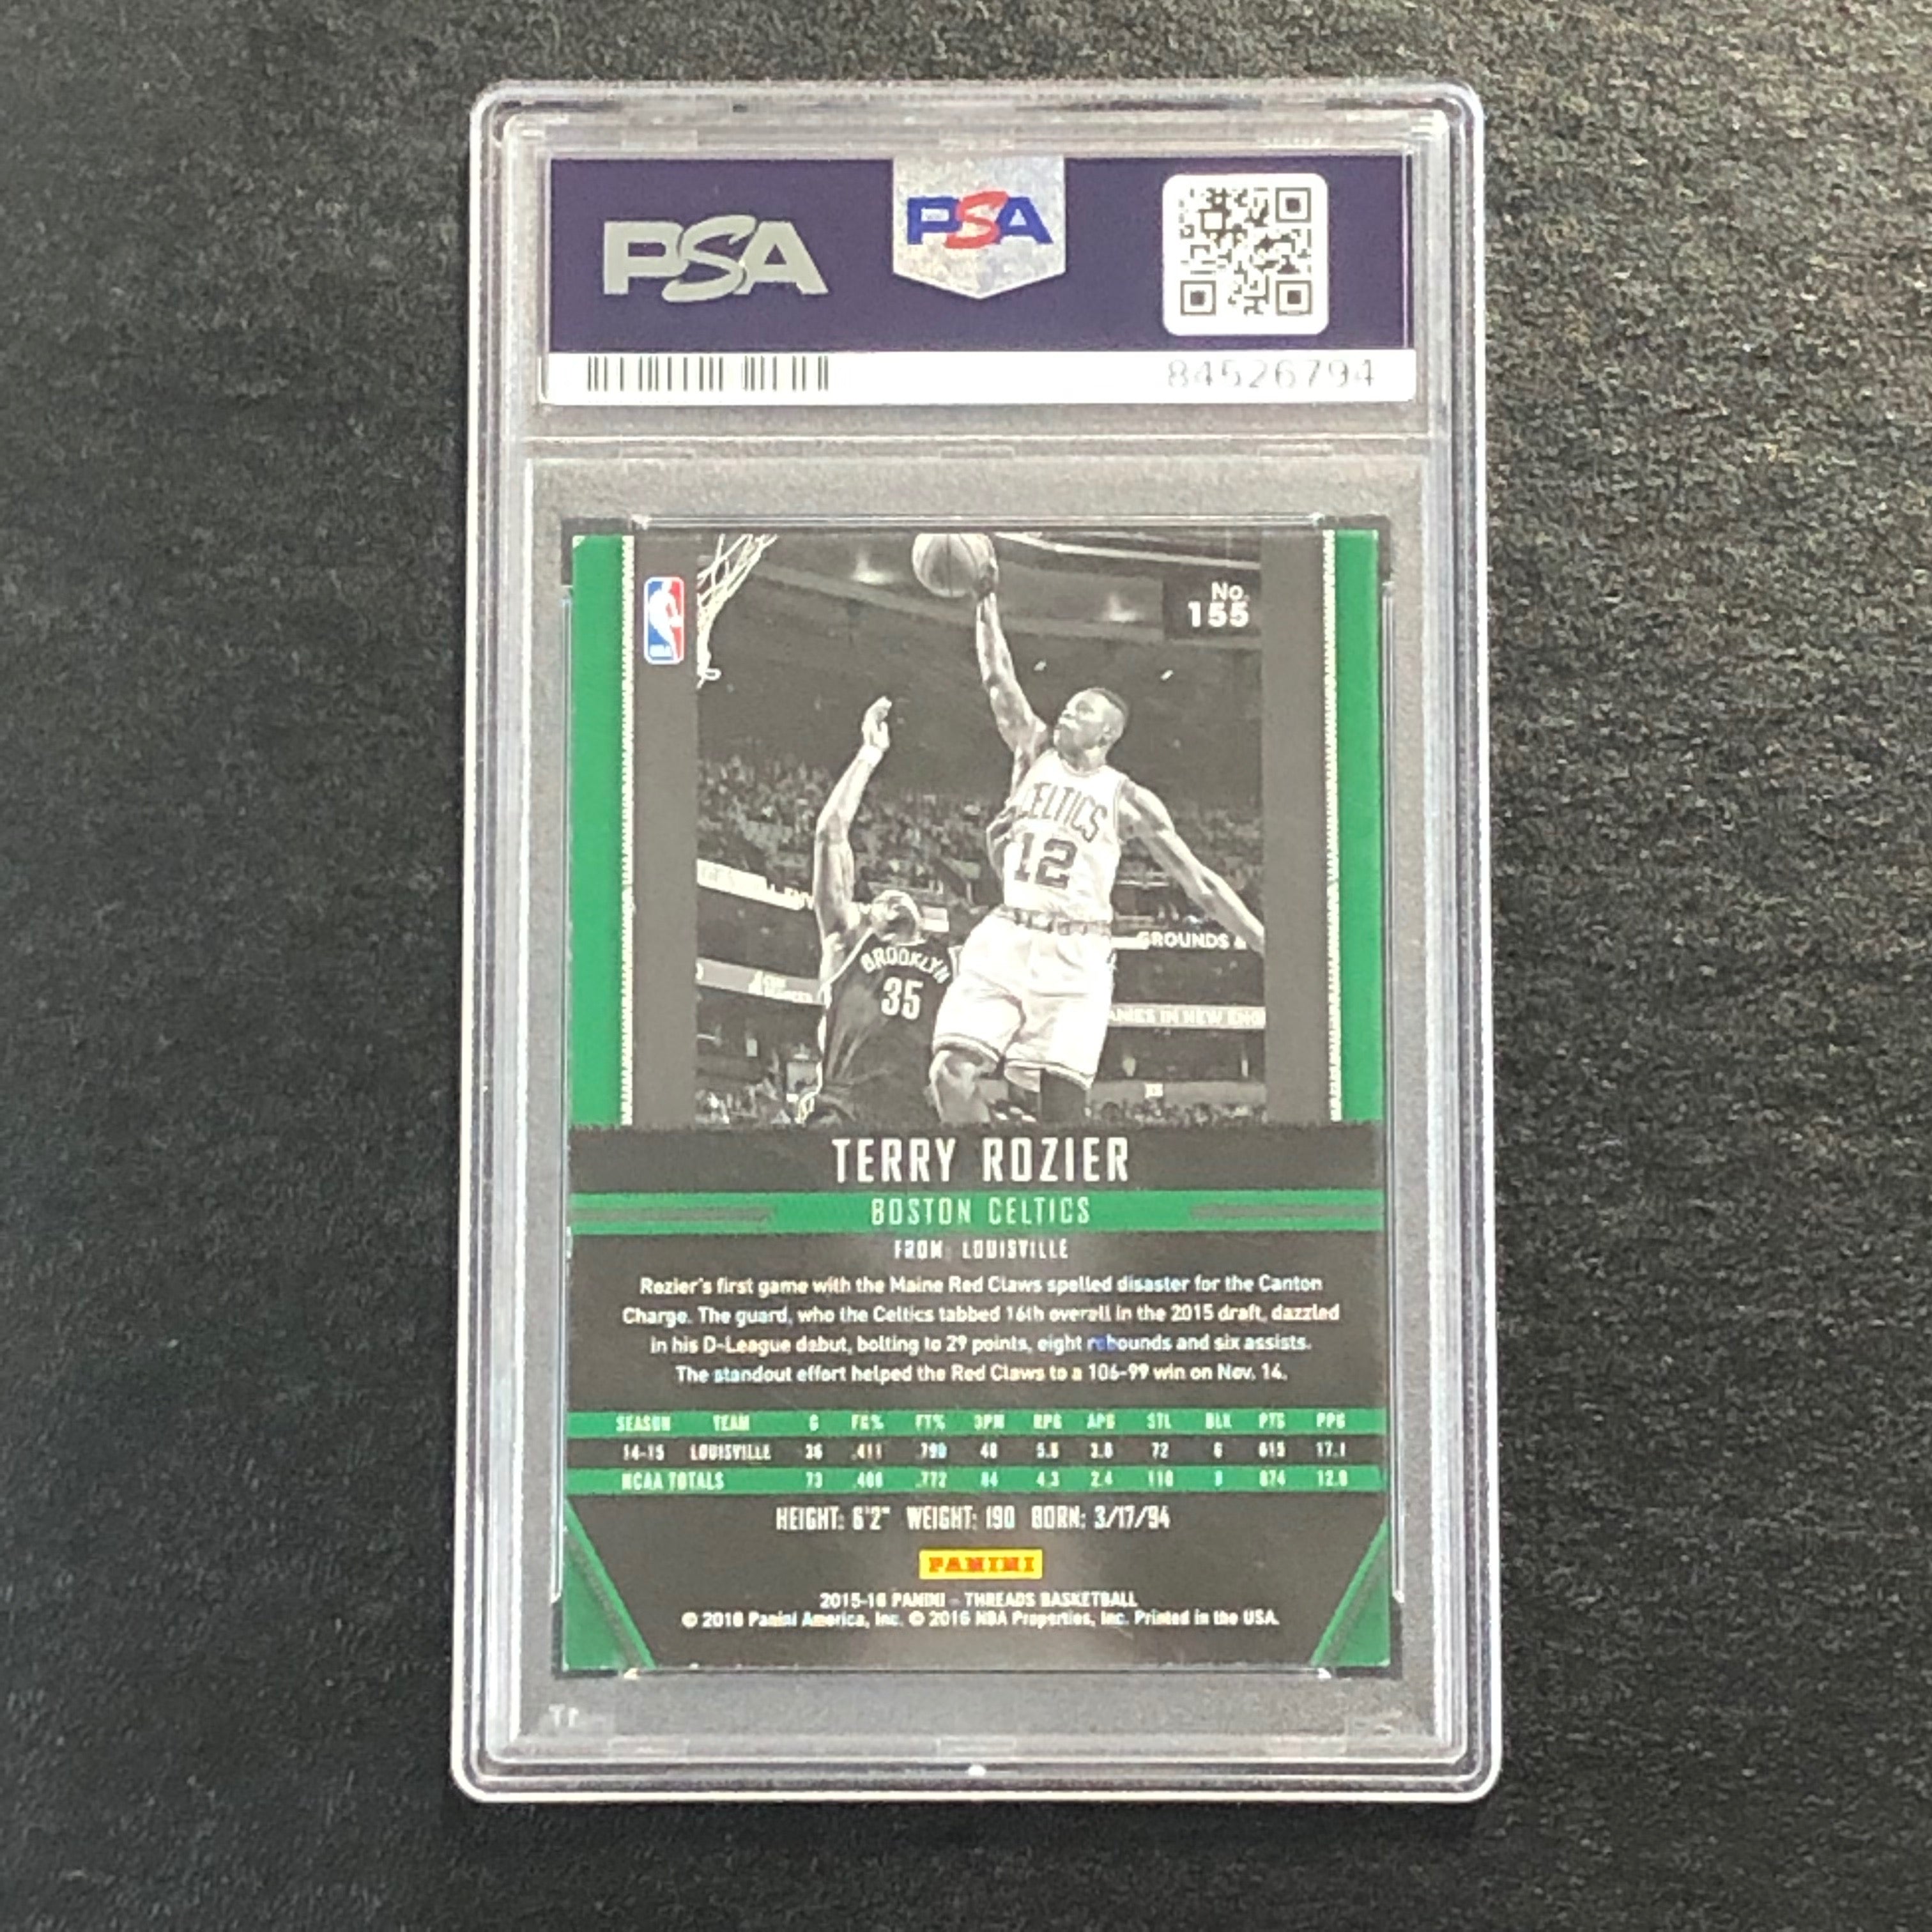 PSA PSA
84526794
No.
155
CELTICS
12
BROOKLYN
35
GROUNDS &
TERRY ROZIER
BOSTON CELTICS
FROM: LOUISVILLE
Rozier's first game with the Maine Red Claws spelled disaster for the Canton
Charge. The guard, who the Celtics tabbed 16th overall in the 2015 draft, dazzled
in his D-League debut, bolting to 29 points, eight rebounds and six assists.
The standout effort helped the Red Claws to a 106-99 win on Nov. 14.
SEASON TEAM G FG% FT% 3PM RPG APG STL BLK PTS PPG
14-15 LOUISVILLE 36 .411 .790 40 5.6 3.0 72 6 615 17.1
NCAA TOTALS 73 .406 .772 64 4.3 2.4 110 874 12.0
HEIGHT: 6'2" WEIGHT: 190 BORN: 3/17/94
PANINI
2015-16 PANINI - THREADS BASKETBALL
© 2016 Panini America, Inc. © 2016 NBA Properties, Inc. Printed in the USA.